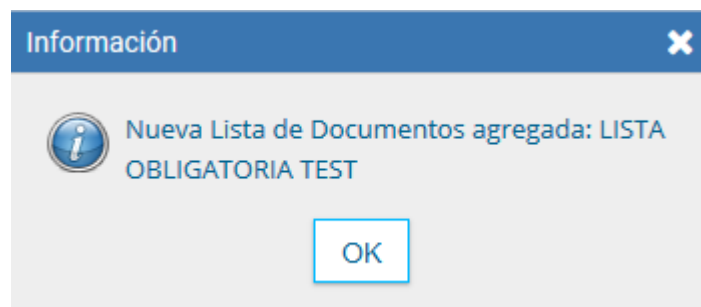 Información
Nueva Lista de Documentos agregada: LISTA
OBLIGATORIA TEST
OK